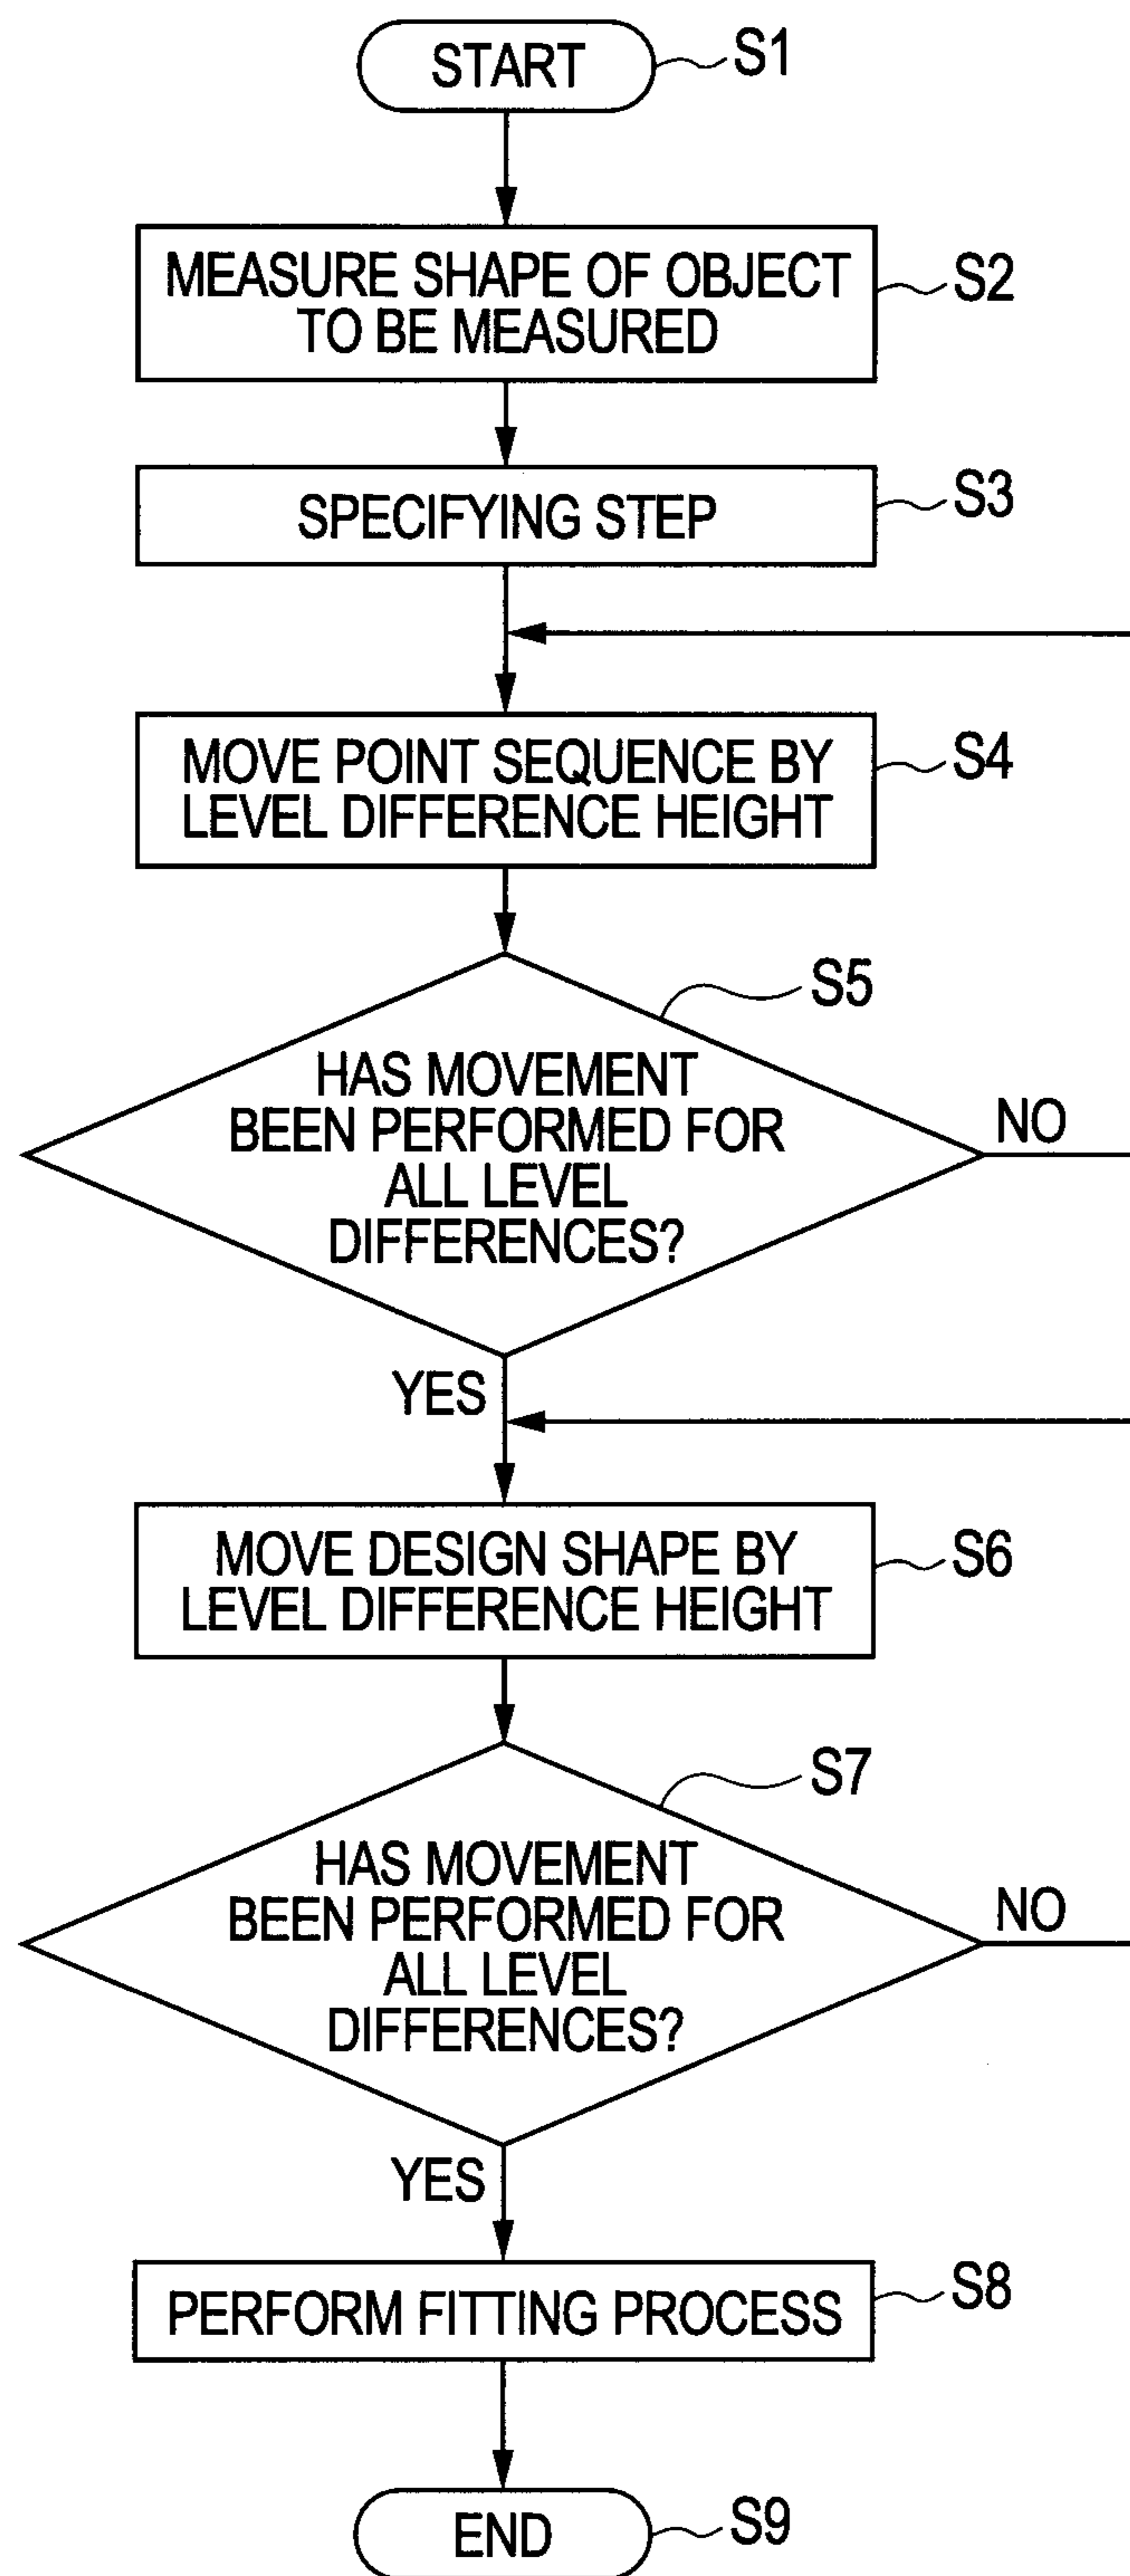 START
S1
MEASURE SHAPE OF OBJECT
TO BE MEASURED
S2
SPECIFYING STEP
S3
MOVE POINT SEQUENCE BY
LEVEL DIFFERENCE HEIGHT
S4
S5
HAS MOVEMENT
BEEN PERFORMED FOR
ALL LEVEL
DIFFERENCES?
NO
YES
MOVE DESIGN SHAPE BY
LEVEL DIFFERENCE HEIGHT
S6
S7
HAS MOVEMENT
BEEN PERFORMED FOR
ALL LEVEL
DIFFERENCES?
NO
YES
PERFORM FITTING PROCESS
S8
END
S9